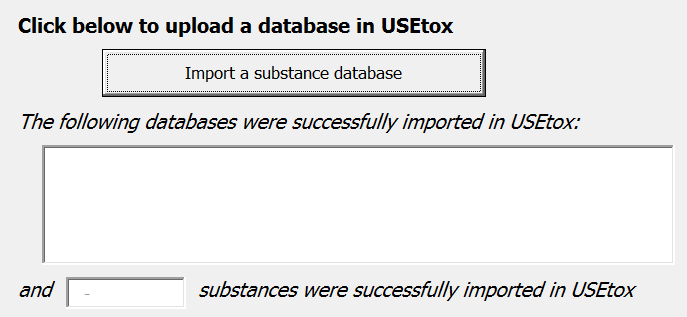 Click below to upload a database in USEtox
Import a substance database
The following databases were successfully imported in USEtox:
and - substances were successfully imported in USEtox